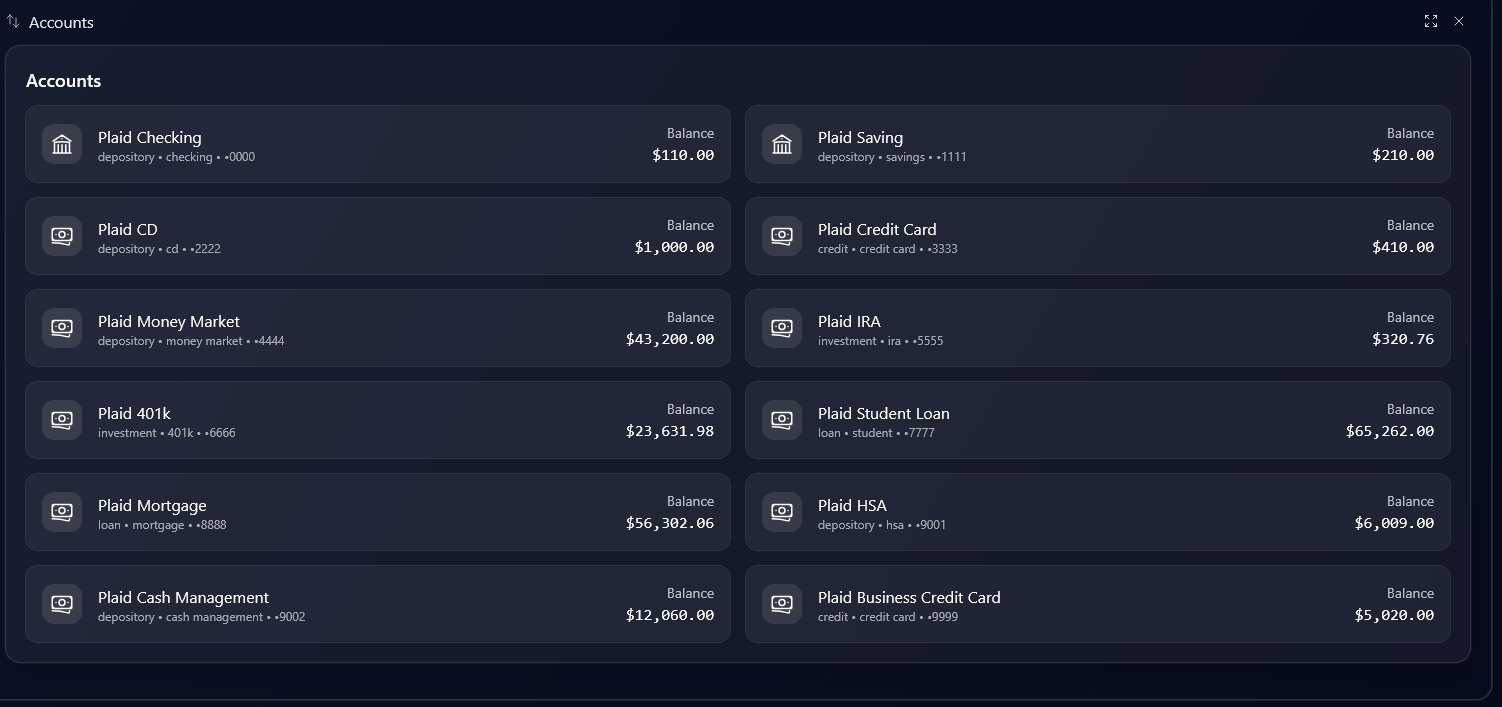 Accounts
Accounts
Plaid Checking
depository • checking • •0000
Balance
$110.00
Plaid Saving
depository • savings • •1111
Balance
$210.00
Plaid CD
depository • cd • •2222
Balance
$1,000.00
Plaid Credit Card
credit • credit card • •3333
Balance
$410.00
Plaid Money Market
depository • money market • •4444
Balance
$43,200.00
Plaid IRA
investment • ira • •5555
Balance
$320.76
Plaid 401k
investment • 401k • •6666
Balance
$23,631.98
Plaid Student Loan
loan • student • •7777
Balance
$65,262.00
Plaid Mortgage
loan • mortgage • •8888
Balance
$56,302.06
Plaid HSA
depository • hsa • •9001
Balance
$6,009.00
Plaid Cash Management
depository • cash management • •9002
Balance
$12,060.00
Plaid Business Credit Card
credit • credit card • •9999
Balance
$5,020.00